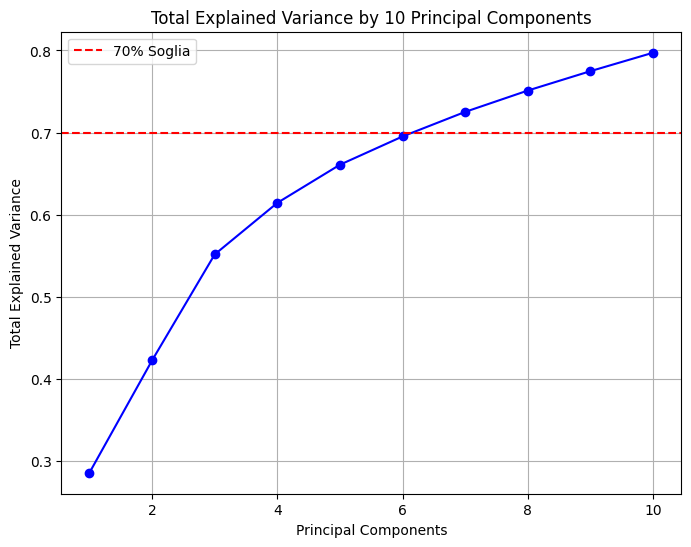 Total Explained Variance by 10 Principal Components
70% Soglia
Total Explained Variance
0.8
0.7
0.6
0.5
0.4
0.3
2 4 6 8 10
Principal Components